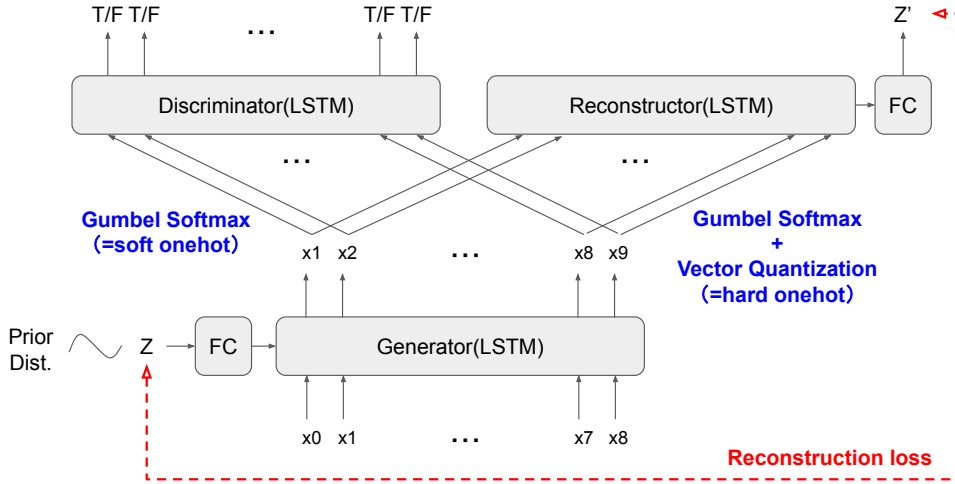 T/F T/F ... T/F T/F Z’
Discriminator(LSTM) Reconstructor(LSTM) FC
... ...
Gumbel Softmax
（=soft onehot）
Gumbel Softmax
+
Vector Quantization
（=hard onehot）
x1 x2 ... x8 x9
Prior
Dist.
Z FC Generator(LSTM)
x0 x1 ... x7 x8
Reconstruction loss